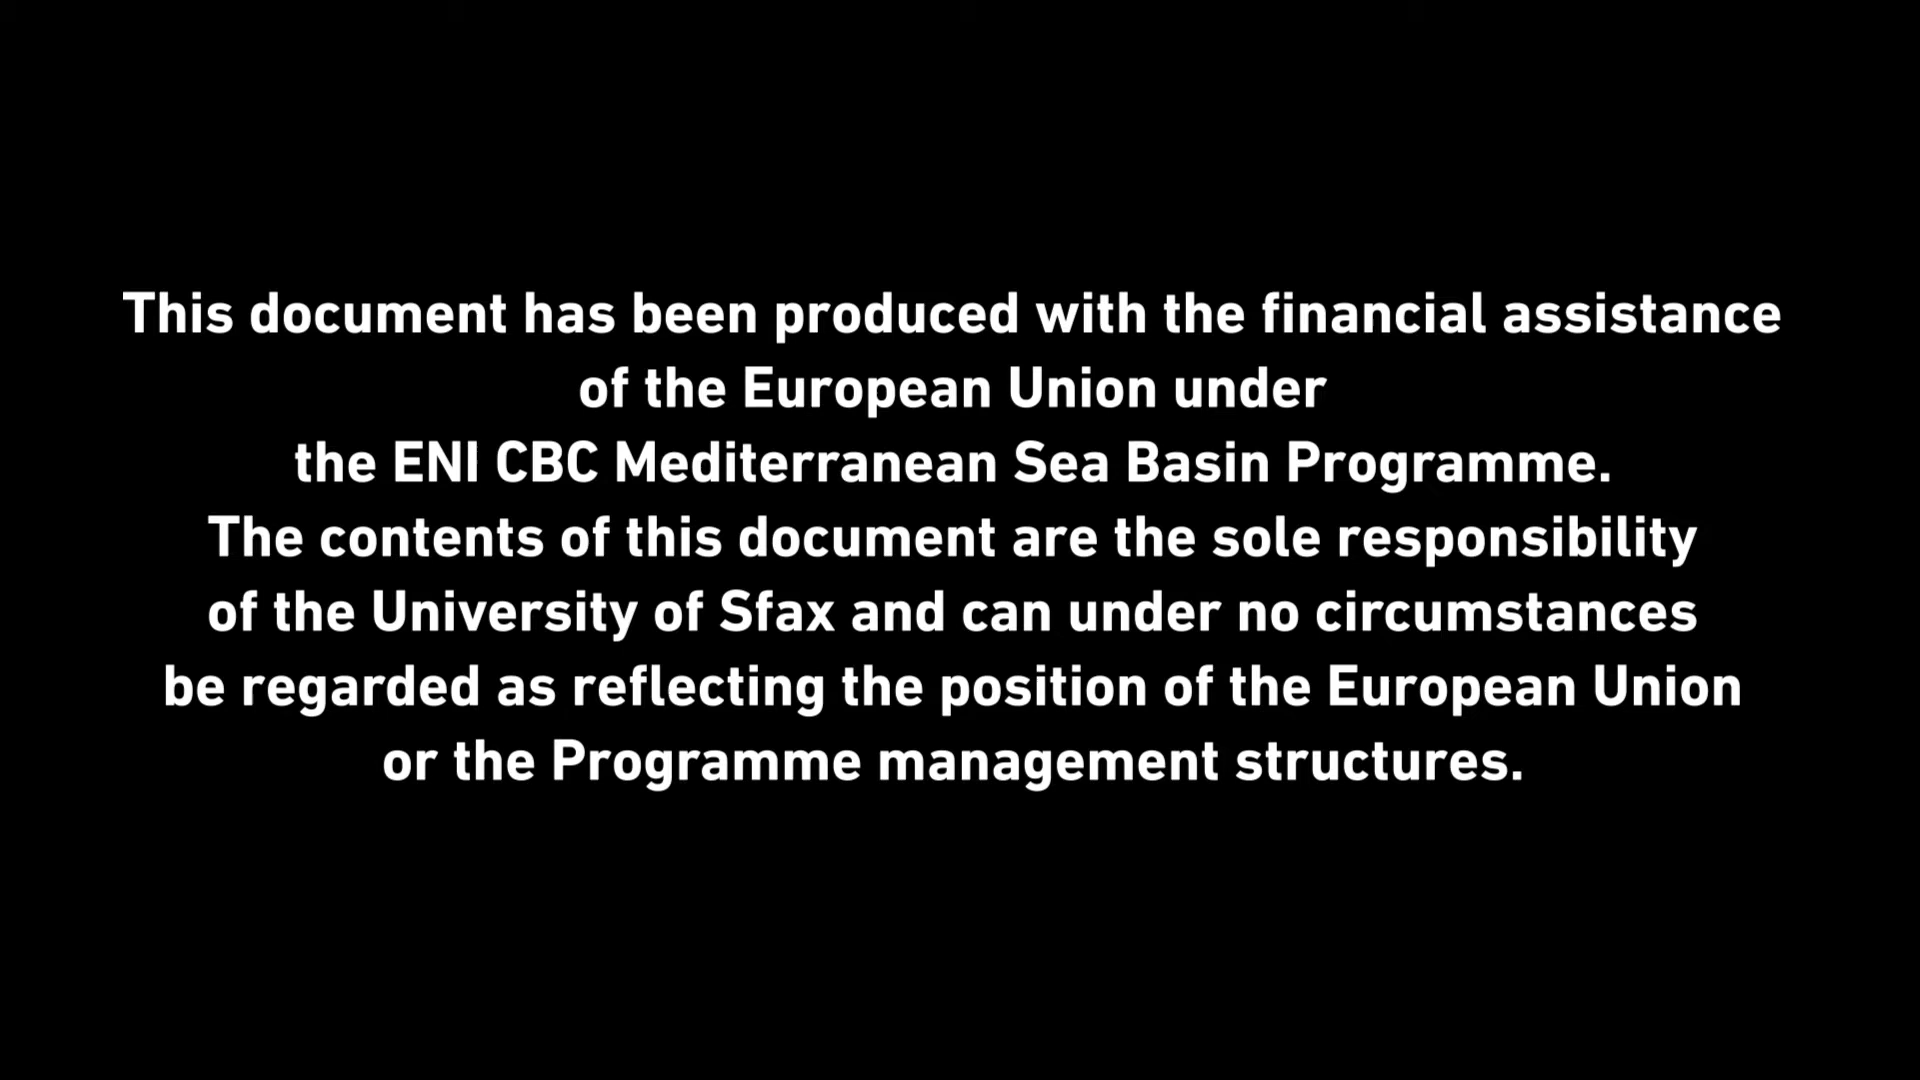 This document has been produced with the financial assistance
of the European Union under
the ENI CBC Mediterranean Sea Basin Programme.
The contents of this document are the sole responsibility
of the University of Sfax and can under no circumstances
be regarded as reflecting the position of the European Union
or the Programme management structures.